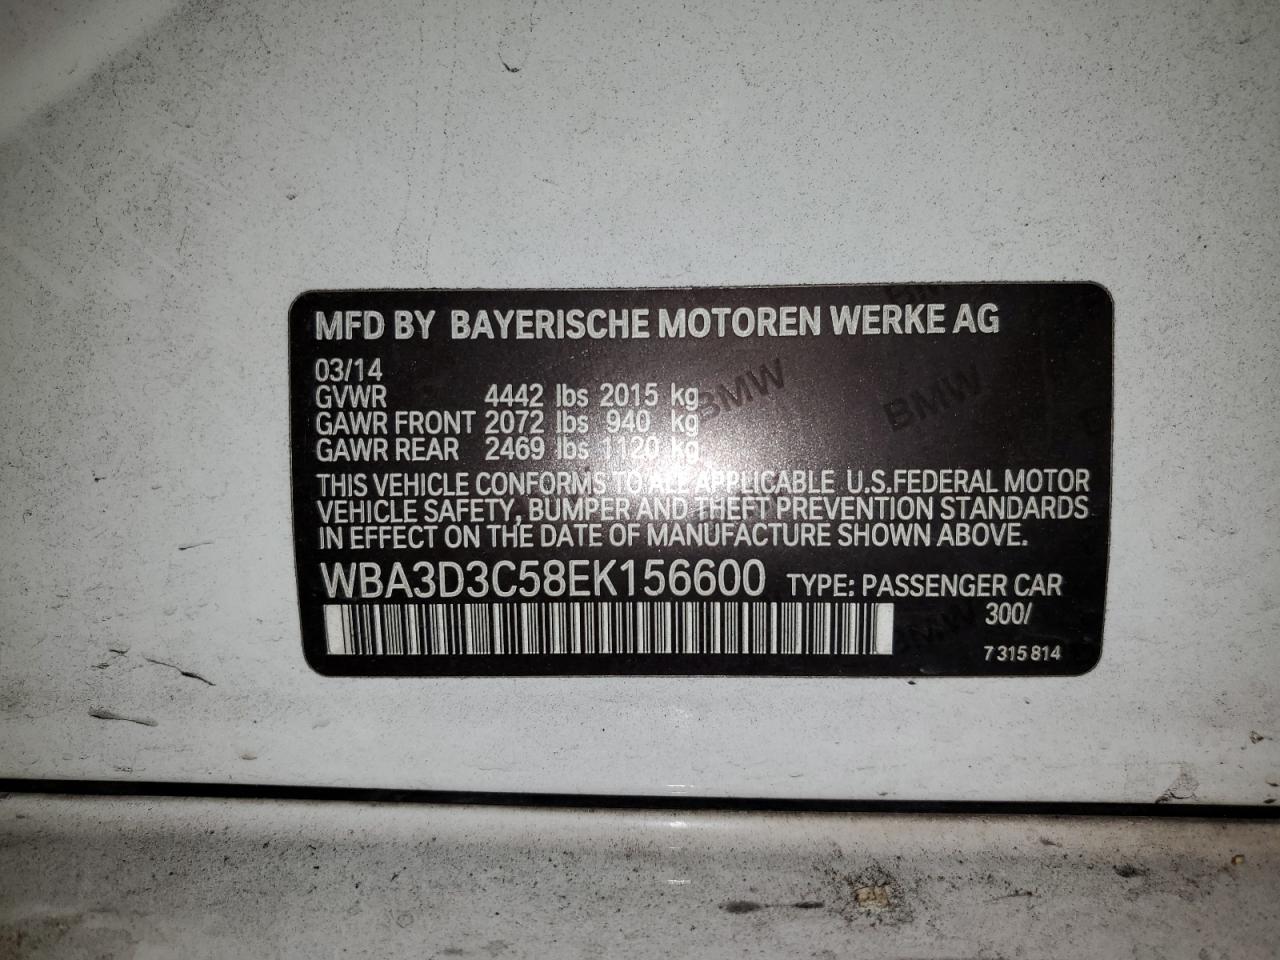 MFD BY BAYERISCHE MOTOREN WERKE AG
03/14
GVWR 4442 lbs 2015 kg
GAWR FRONT 2072 lbs 940 kg
GAWR REAR 2469 lbs 1120 kg
THIS VEHICLE CONFORMS TO ALL APPLICABLE U.S.FEDERAL MOTOR
VEHICLE SAFETY, BUMPER AND THEFT PREVENTION STANDARDS
IN EFFECT ON THE DATE OF MANUFACTURE SHOWN ABOVE.
WBA3D3C58EK156600 TYPE: PASSENGER CAR
300/
7 315 814
BMW
BMW
BMW